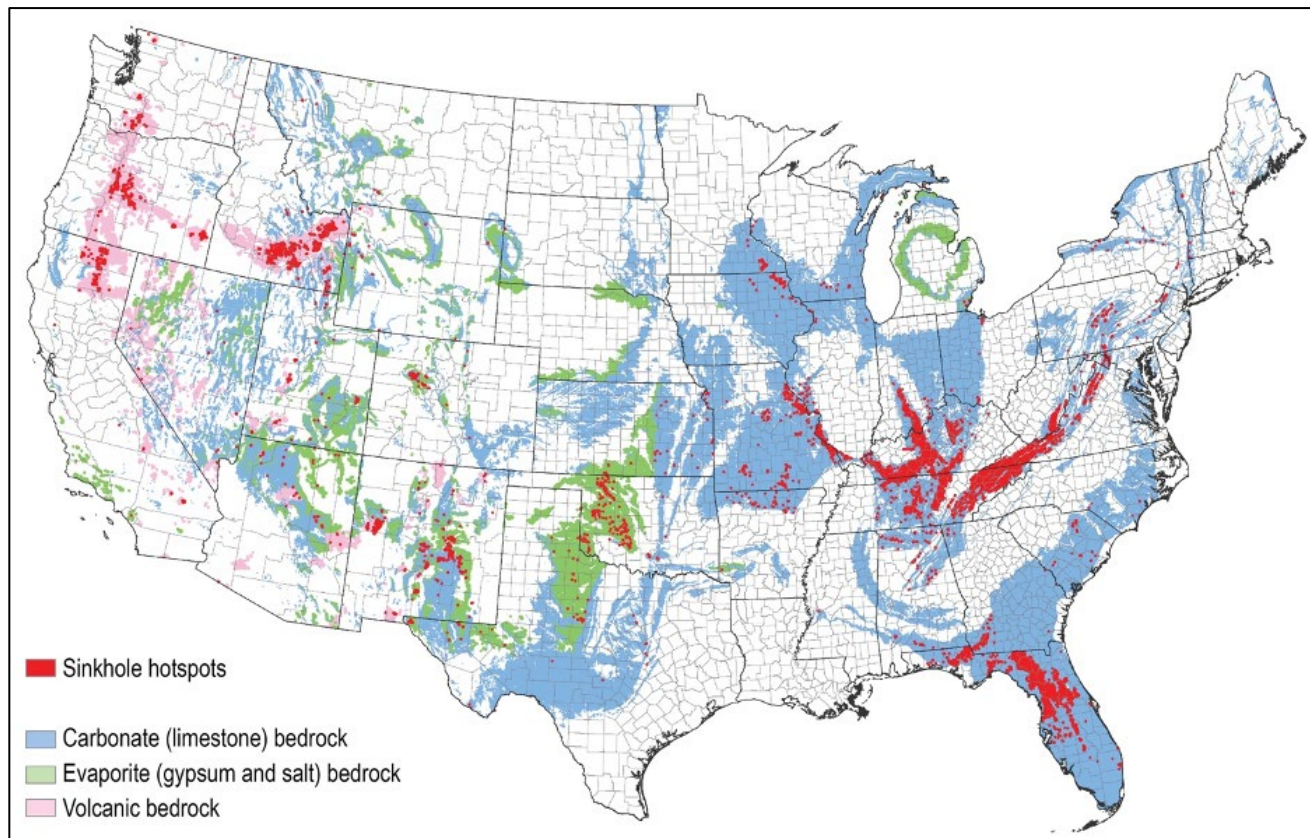 Sinkhole hotspots
Carbonate (limestone) bedrock
Evaporite (gypsum and salt) bedrock
Volcanic bedrock